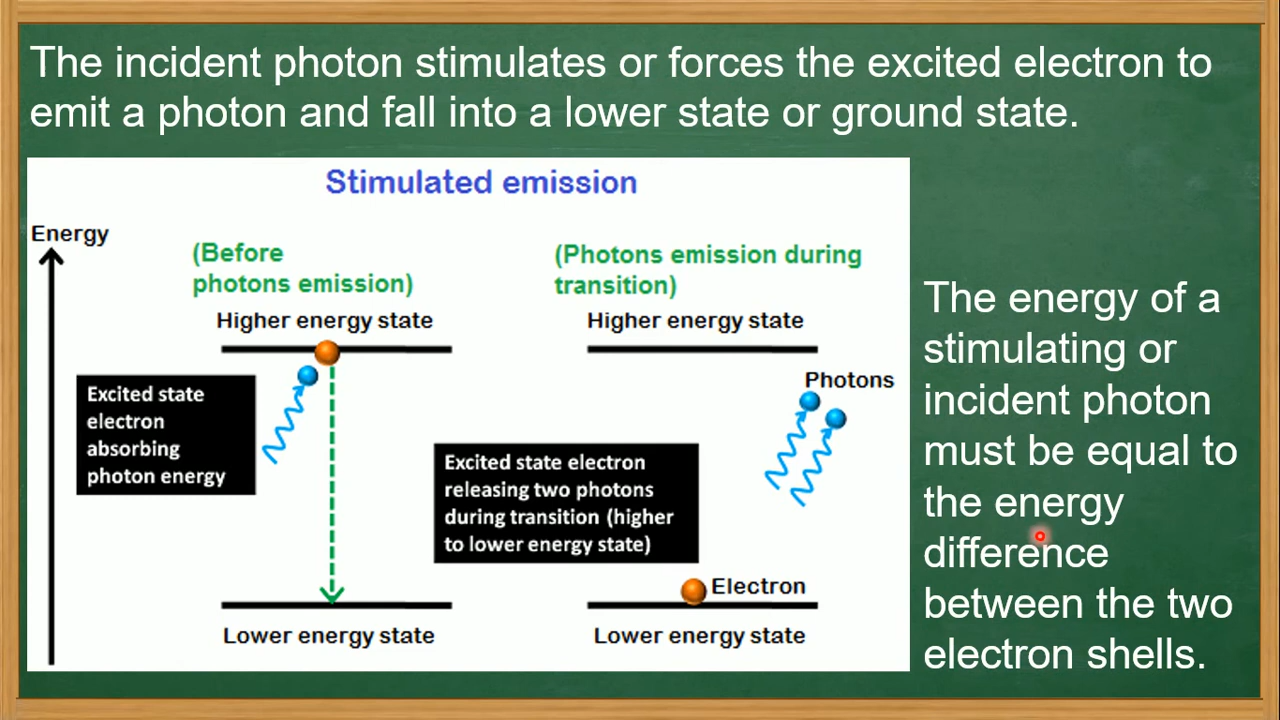 The incident photon stimulates or forces the excited electron to
emit a photon and fall into a lower state or ground state.
Stimulated emission
Energy
(Before
photons emission)
Higher energy state
Excited state
electron
absorbing
photon energy
Lower energy state
(Photons emission during
transition)
Higher energy state
Photons
Excited state electron
releasing two photons
during transition (higher
to lower energy state)
Electron
Lower energy state
The energy of a
stimulating or
incident photon
must be equal to
the energy
difference
between the two
electron shells.